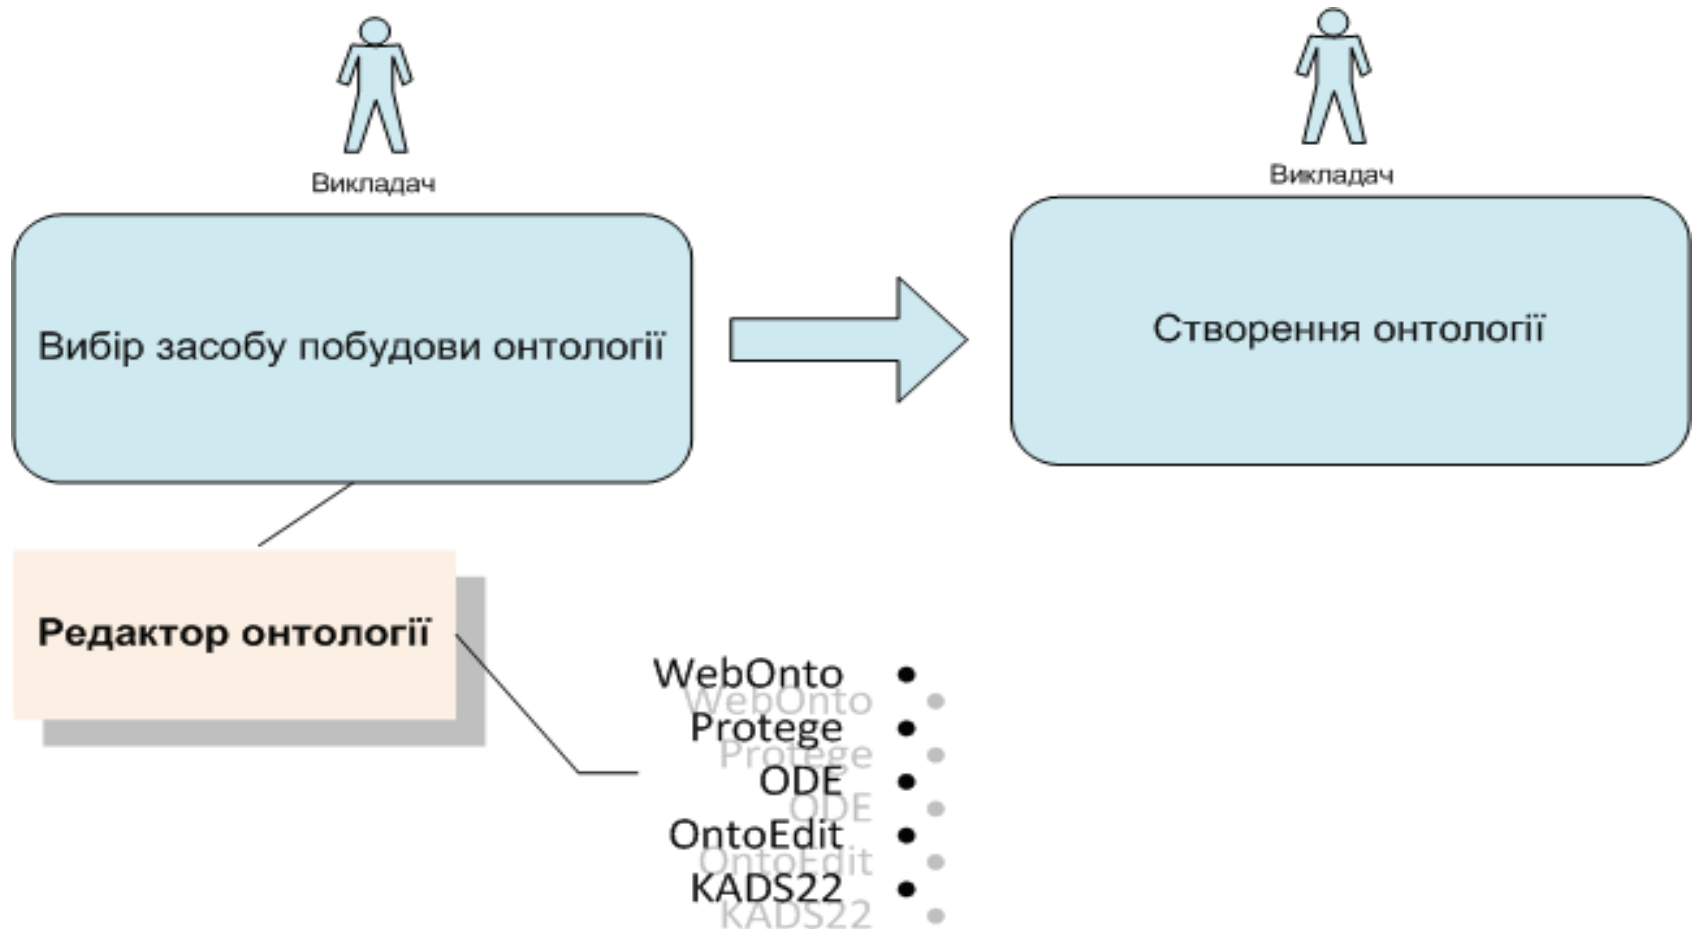 Викладач
Викладач
Вибір засобу побудови онтології
Створення онтології
Редактор онтології
WebOnto
Protege
ODE
OntoEdit
KADS22